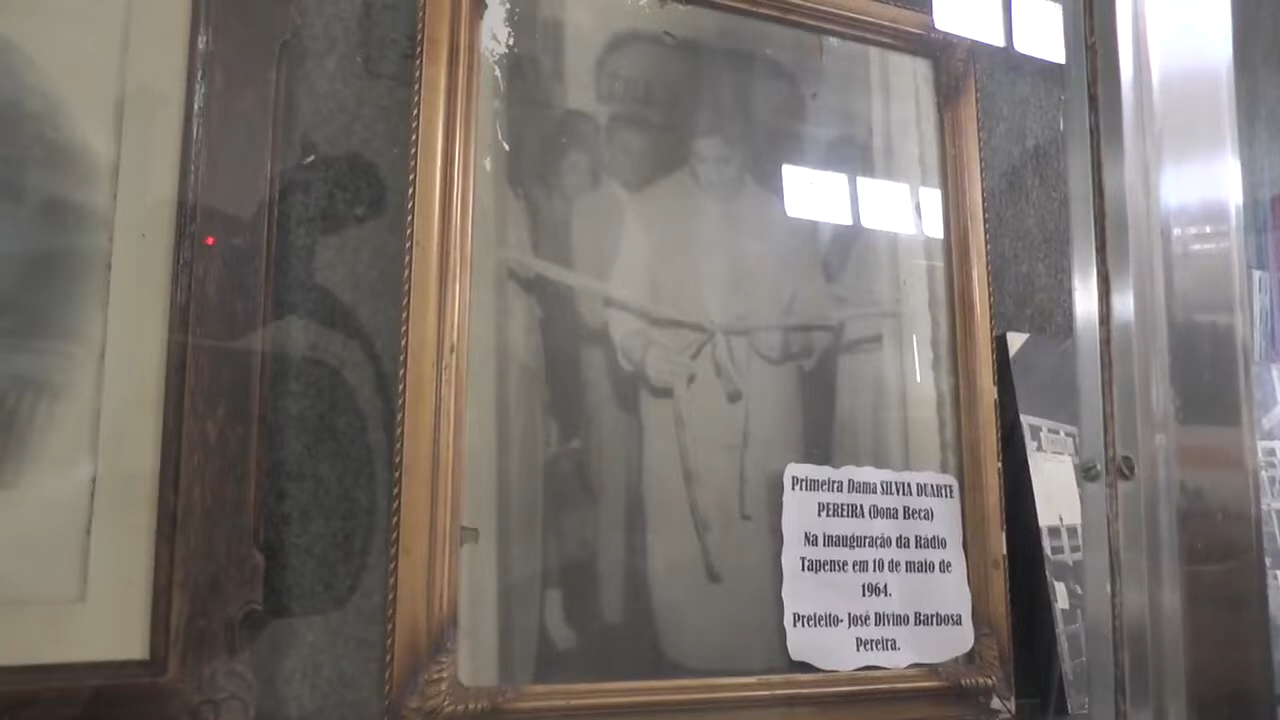 Primeira Dama SILVIA DUARTE
PEREIRA (Dona Beca)
Na inauguração da Rádio
Tapense em 10 de maio de
1964.
Prefeito- José Divino Barbosa
Pereira.